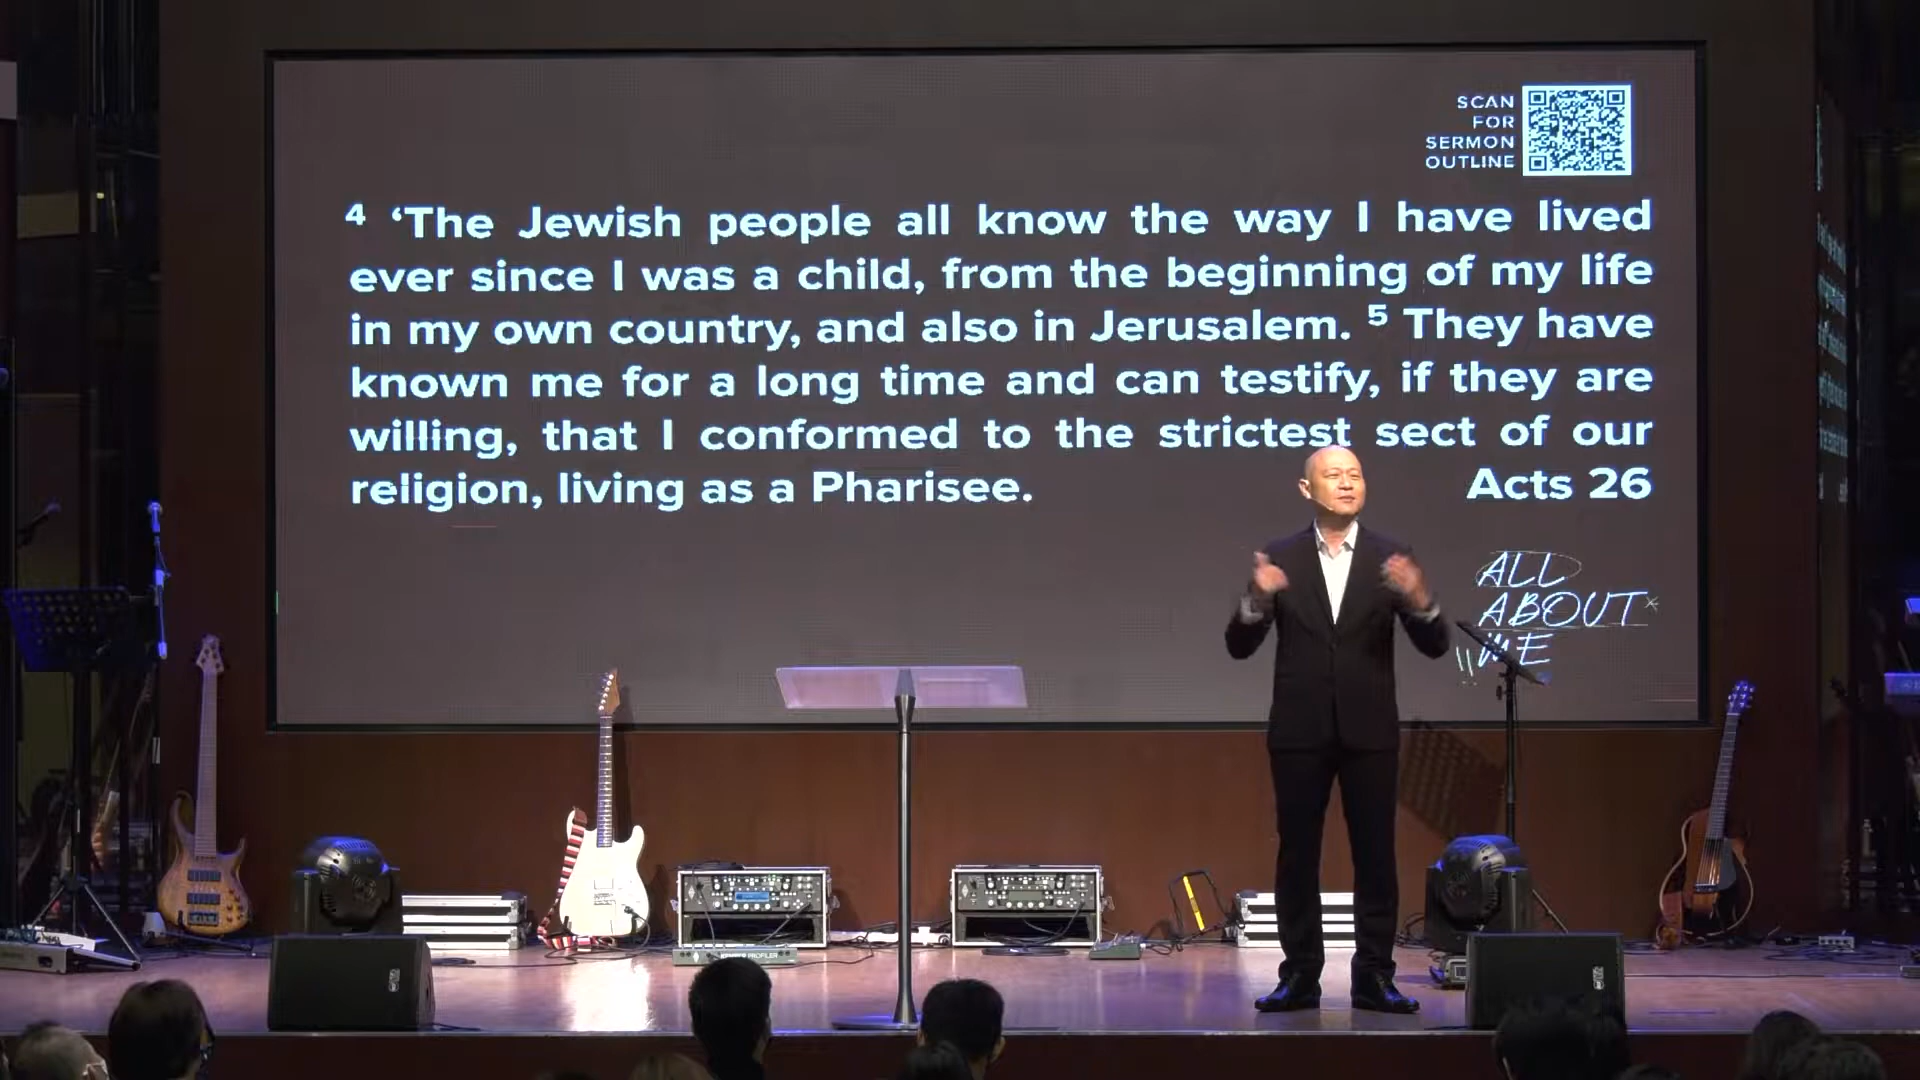 SCAN
FOR
SERMON
OUTLINE
4 ‘The Jewish people all know the way I have lived
ever since I was a child, from the beginning of my life
in my own country, and also in Jerusalem. 5 They have
known me for a long time and can testify, if they are
willing, that I conformed to the strictest sect of our
religion, living as a Pharisee.
Acts 26
ALL
ABOUT*
ME
KEMPER PROFILER